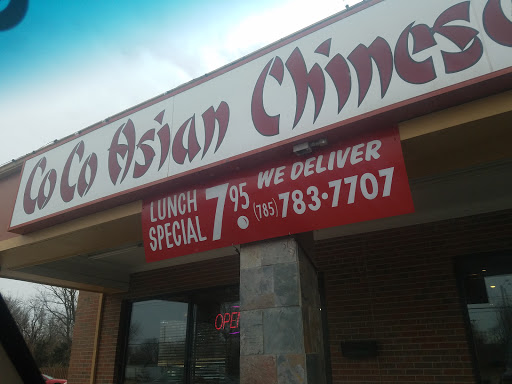 CoCo Asian Chinese
LUNCH SPECIAL 7.95
WE DELIVER
(785) 783-7707
OPEN